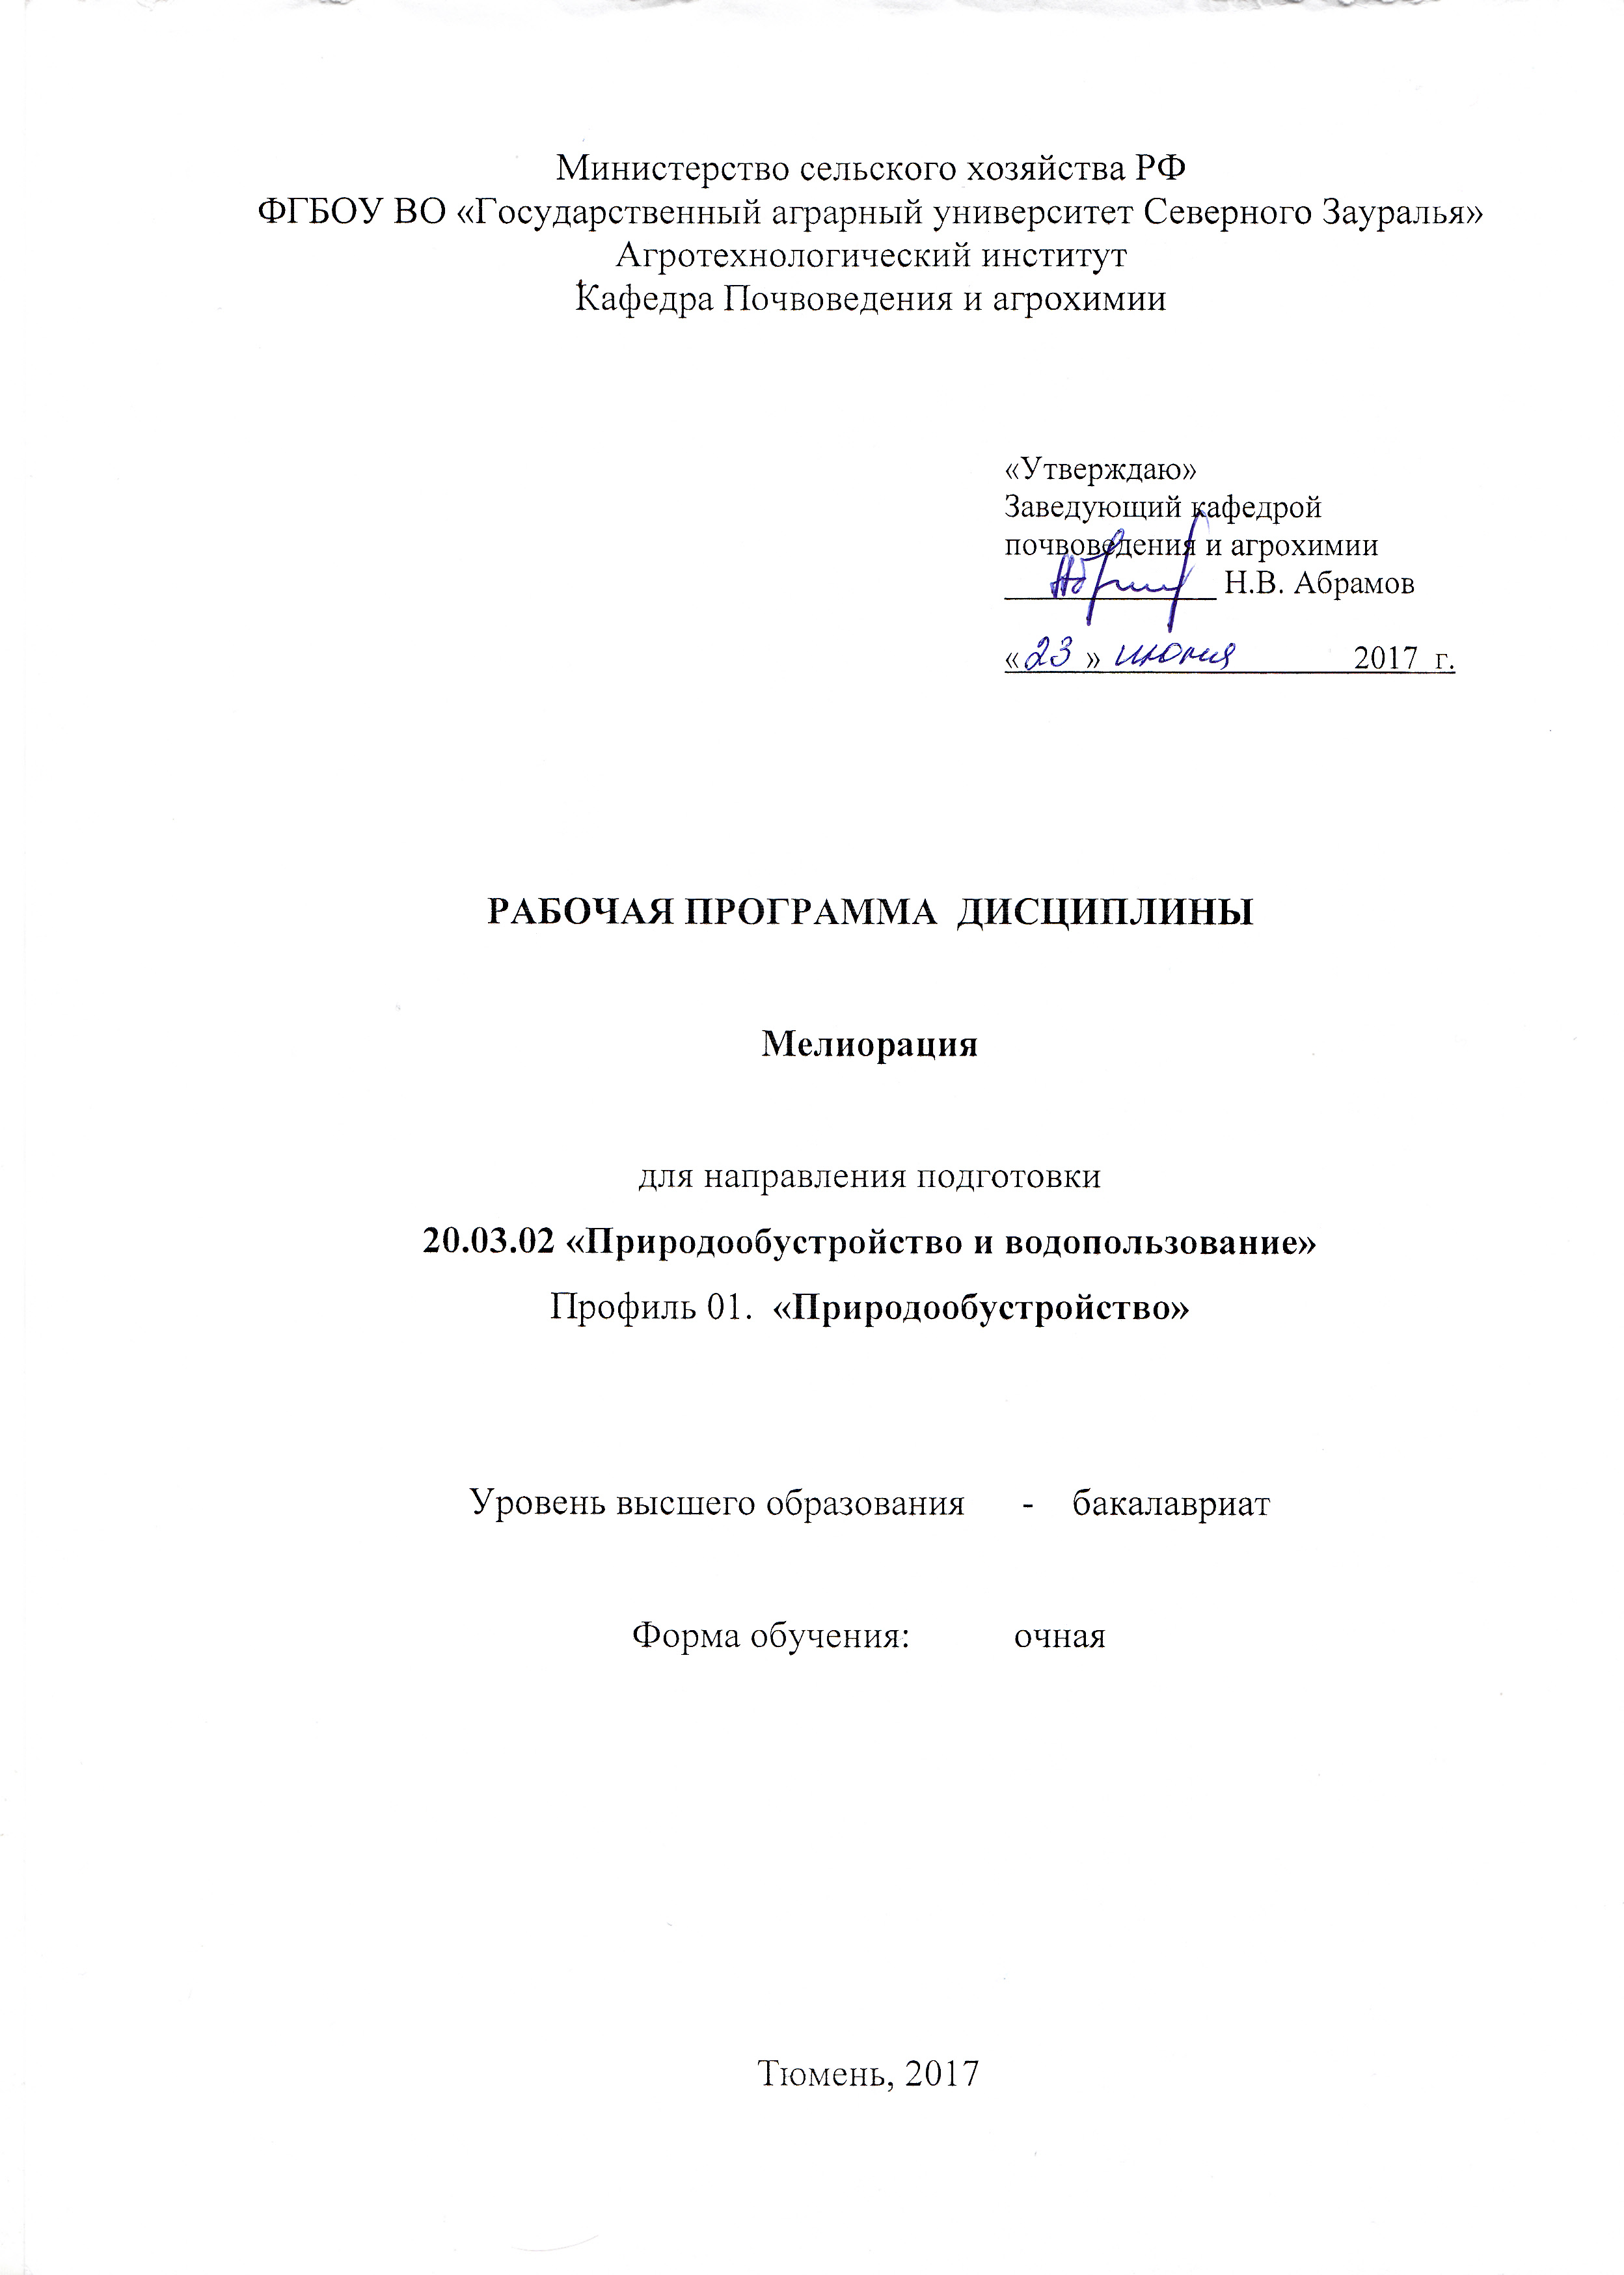 Министерство сельского хозяйства РФ
ФГБОУ ВО «Государственный аграрный университет Северного Зауралья»
Агротехнологический институт
Кафедра Почвоведения и агрохимии
«Утверждаю»
Заведующий кафедрой
почвоведения и агрохимии
____________ Н.В. Абрамов
«23» июня 2017 г.
РАБОЧАЯ ПРОГРАММА ДИСЦИПЛИНЫ
Мелиорация
для направления подготовки
20.03.02 «Природообустройство и водопользование»
Профиль 01. «Природообустройство»
Уровень высшего образования - бакалавриат
Форма обучения: очная
Тюмень, 2017